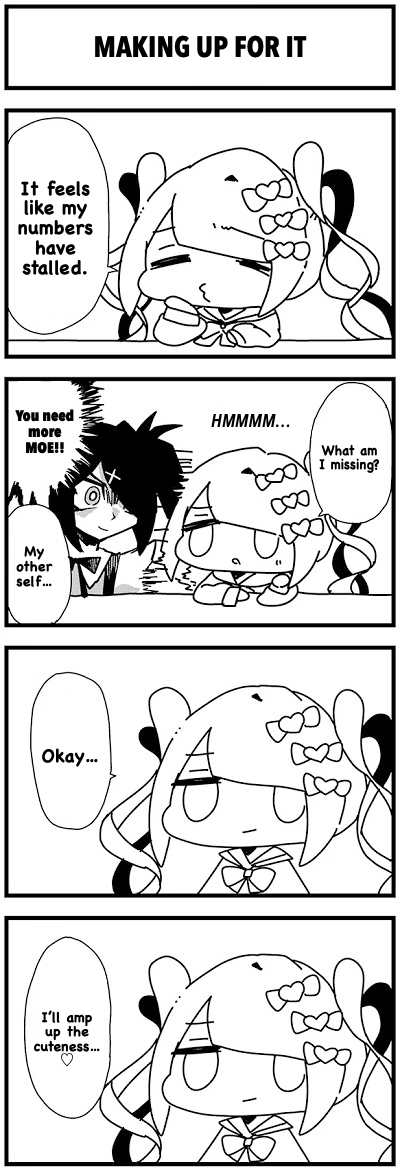 MAKING UP FOR IT
It feels
like my
numbers
have
stalled.
You need
more
MOE!!
HMMMM...
What am
I missing?
My
other
self...
Okay...
I'll amp
up the
cuteness...
♡